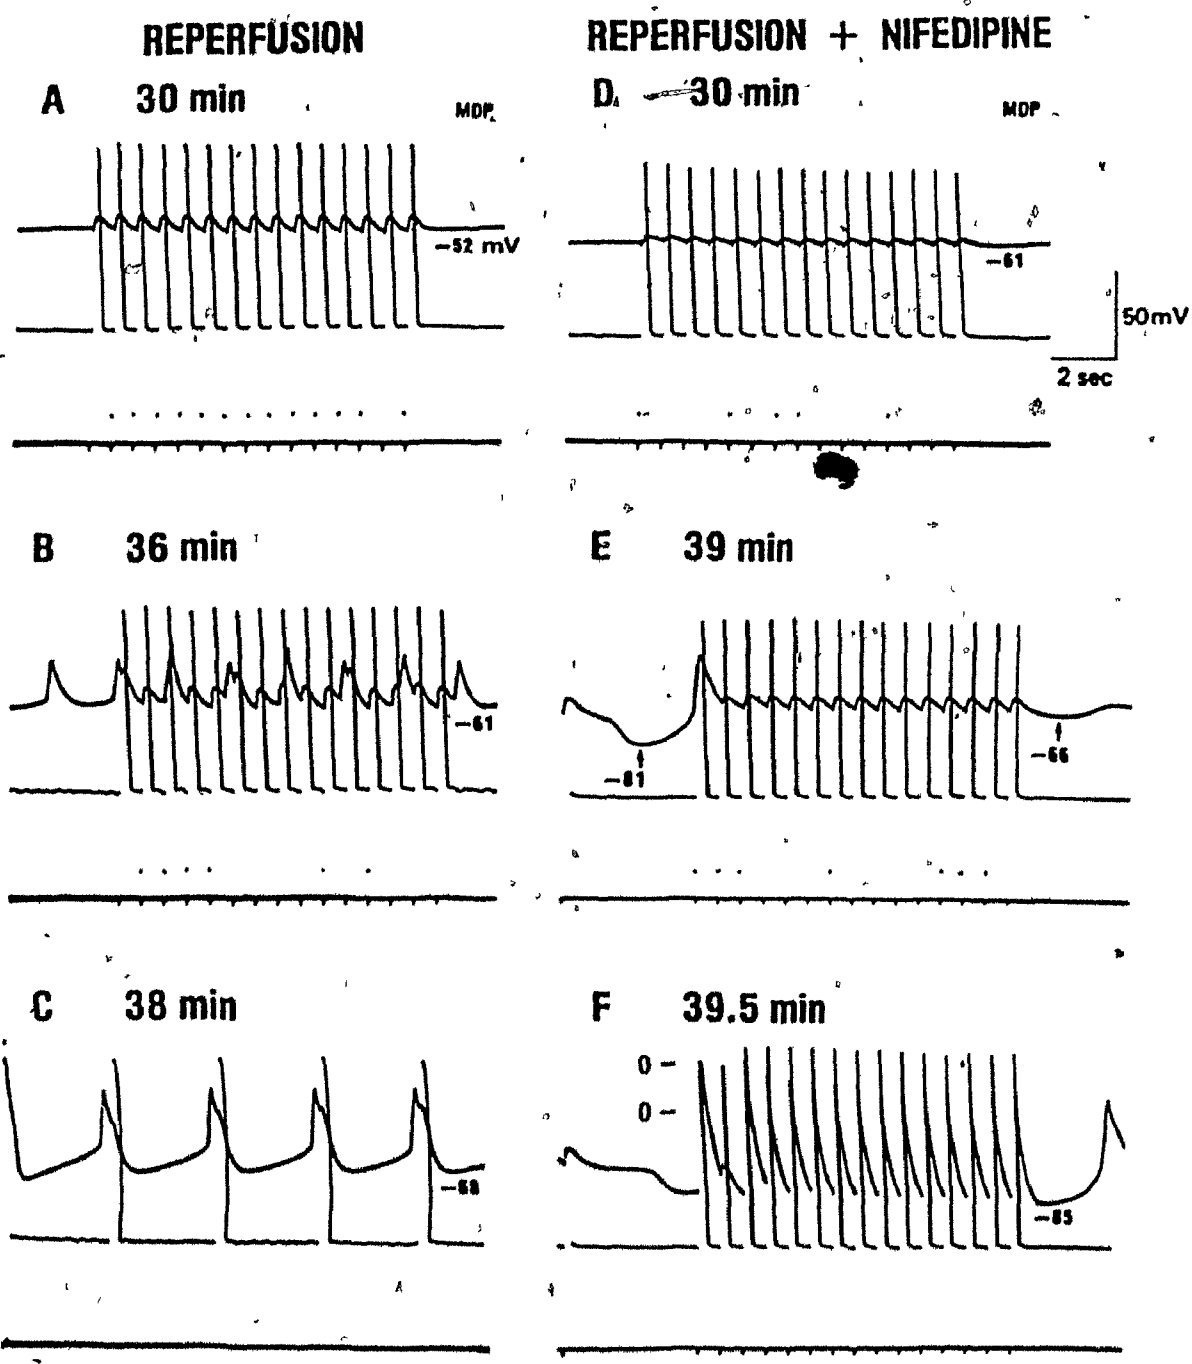 REPERFUSION
REPERFUSION + NIFEDIPINE
A 30 min
MDP
-52 mV
D 30 min
MDP
-61
50mV
2 sec
B 36 min
-61
E 39 min
-81
-66
C 38 min
-68
F 39.5 min
0 -
0 -
-85